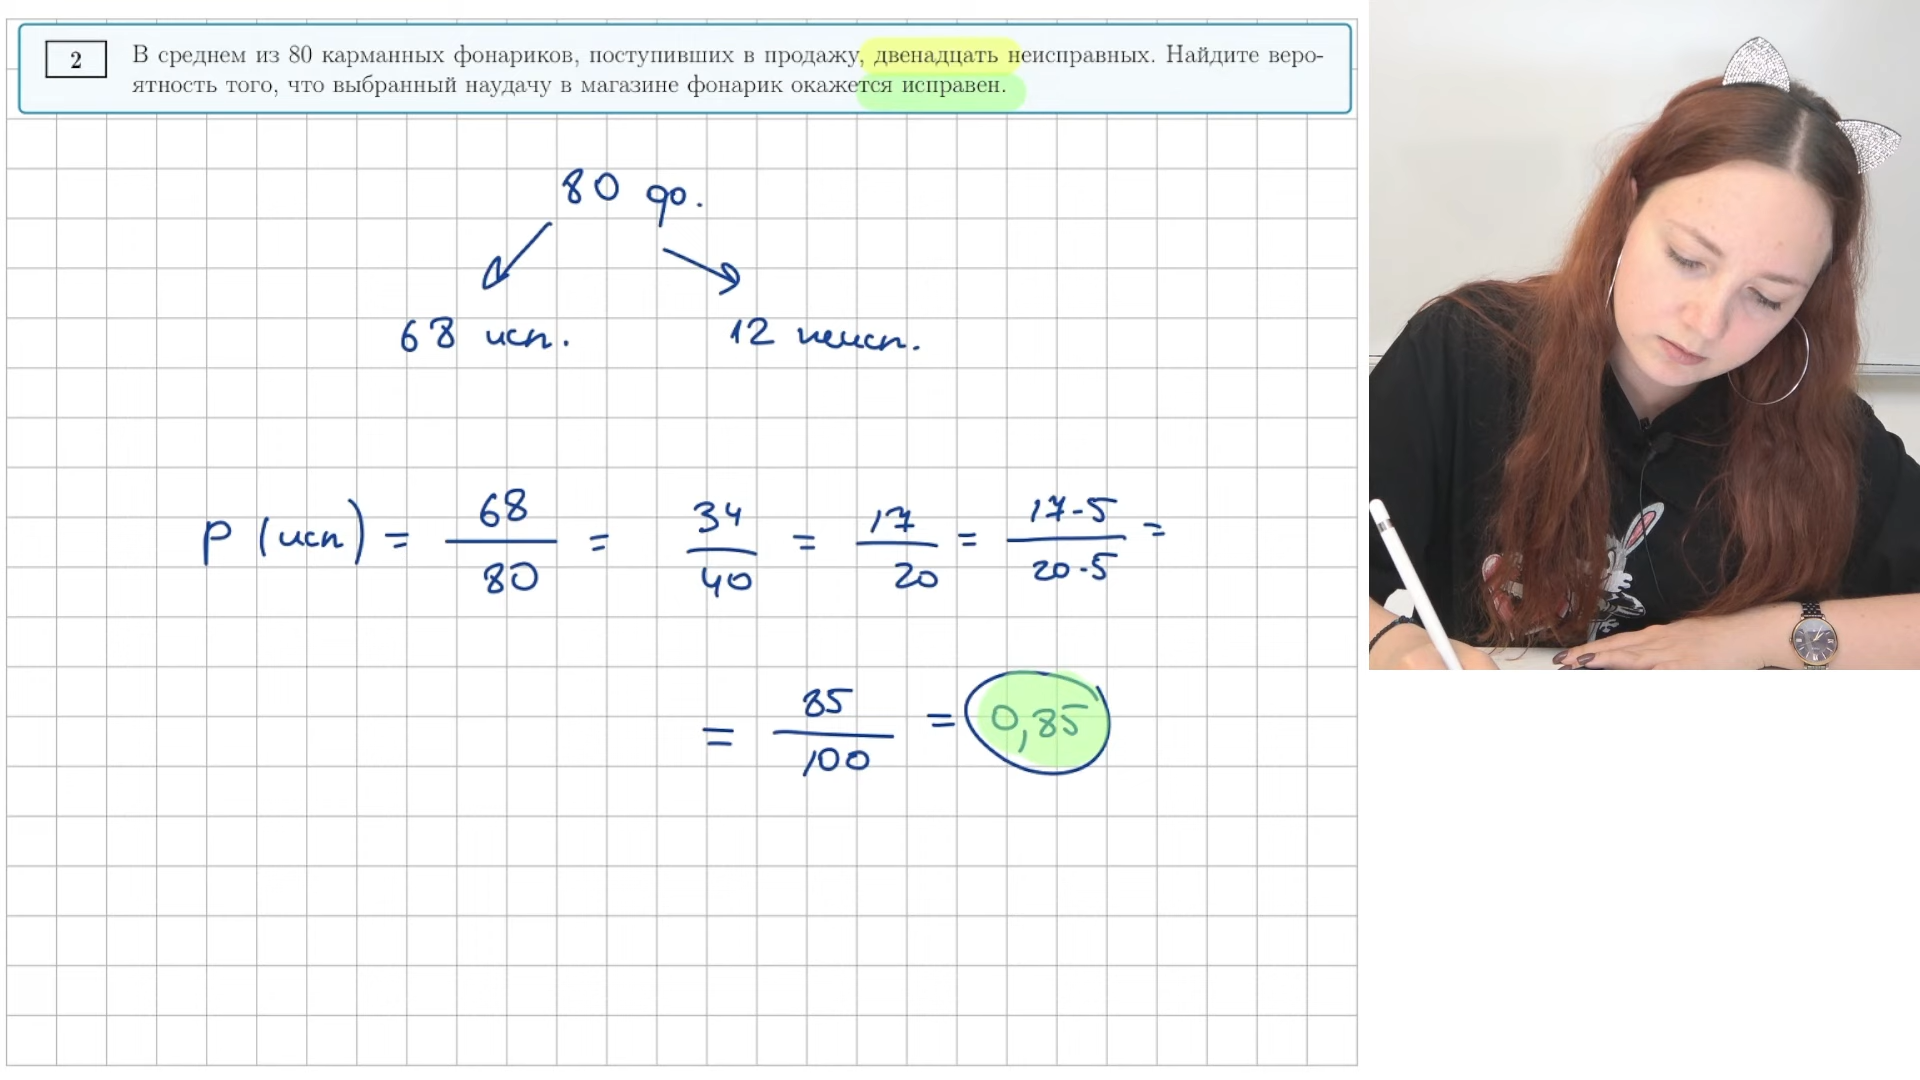 2
В среднем из 80 карманных фонариков, поступивших в продажу, двенадцать неисправных. Найдите веро-
ятность того, что выбранный наудачу в магазине фонарик окажется исправен.
80 фо.
68 исп. 12 неисп.
P (исп) = 68/80 = 34/40 = 17/20 = 17·5/20·5 =
= 85/100 = 0,85